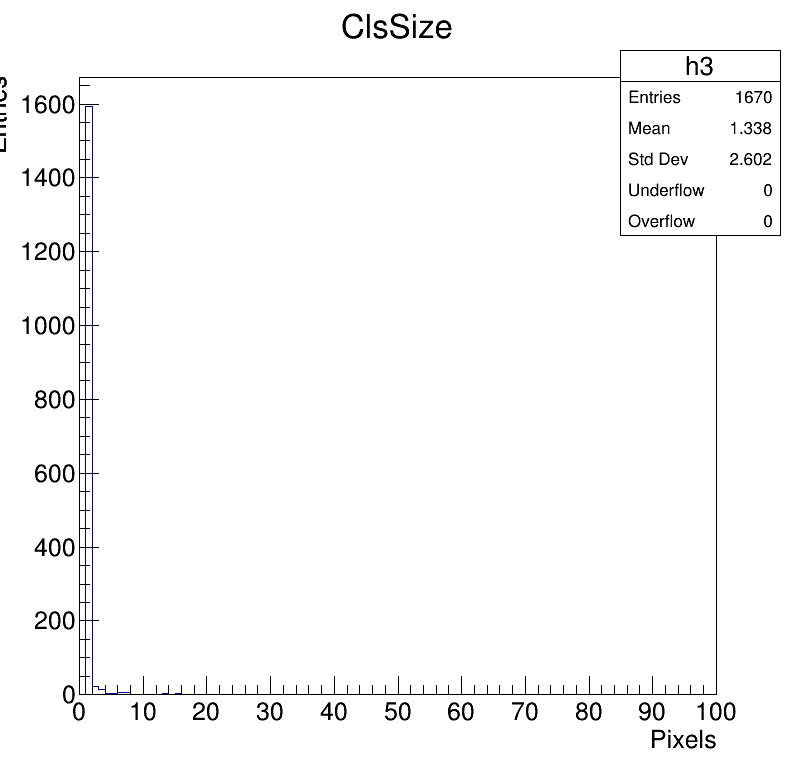 ClsSize
h3
Entries 1670
Mean 1.338
Std Dev 2.602
Underflow 0
Overflow 0
Entries
1600
1400
1200
1000
800
600
400
200
0
0 10 20 30 40 50 60 70 80 90 100
Pixels